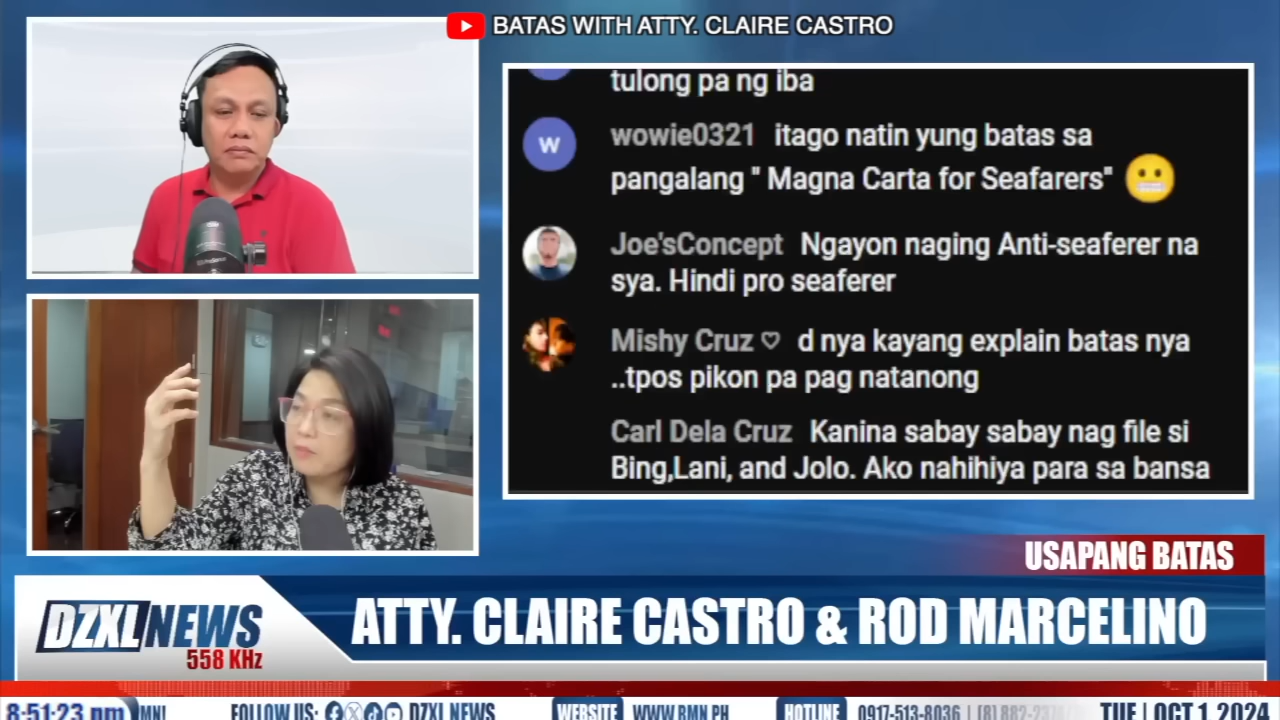 BATAS WITH ATTY. CLAIRE CASTRO
tulong pa ng iba
W
wowie0321 itago natin yung batas sa
pangalang " Magna Carta for Seafarers" 😬
Joe'sConcept Ngayon naging Anti-seaferer na
sya. Hindi pro seaferer
Mishy Cruz ♡ d nya kayang explain batas nya
..tpos pikon pa pag natanong
Carl Dela Cruz Kanina sabay sabay nag file si
Bing,Lani, and Jolo. Ako nahihiya para sa bansa
USAPANG BATAS
DZXL NEWS
558 KHz
ATTY. CLAIRE CASTRO & ROD MARCELINO
8:51:23 pm
FOLLOW US: DZXL NEWS
WEBSITE WWW.RMN.PH
HOTLINE 0917-513-8036 |
TUE | OCT 1, 2024